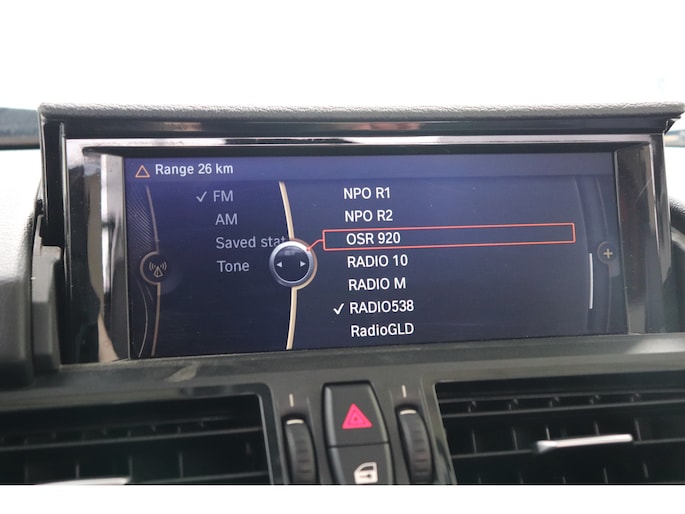 Range 26 km
FM
AM
Saved stat
Tone
NPO R1
NPO R2
OSR 920
RADIO 10
RADIO M
RADIO538
RadioGLD